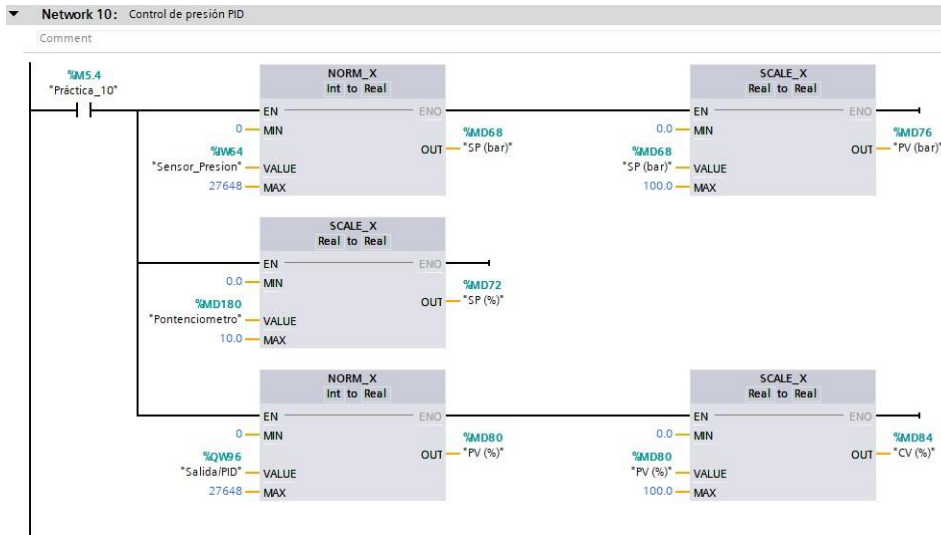 Network 10: Control de presión PID
Comment
%M5.4
"Práctica_10"
NORM_X
Int to Real
EN
ENO
0
MIN
%IW64
"Sensor_Presion"
VALUE
27648
MAX
OUT
%MD68
"SP (bar)"
SCALE_X
Real to Real
EN
ENO
0.0
MIN
%MD68
"SP (bar)"
VALUE
100.0
MAX
OUT
%MD76
"PV (bar)"
SCALE_X
Real to Real
EN
ENO
0.0
MIN
%MD180
"Pontenciometro"
VALUE
10.0
MAX
OUT
%MD72
"SP (%)"
NORM_X
Int to Real
EN
ENO
0
MIN
%QW96
"Salida/PID"
VALUE
27648
MAX
OUT
%MD80
"PV (%)"
SCALE_X
Real to Real
EN
ENO
0.0
MIN
%MD80
"PV (%)"
VALUE
100.0
MAX
OUT
%MD84
"CV (%)"